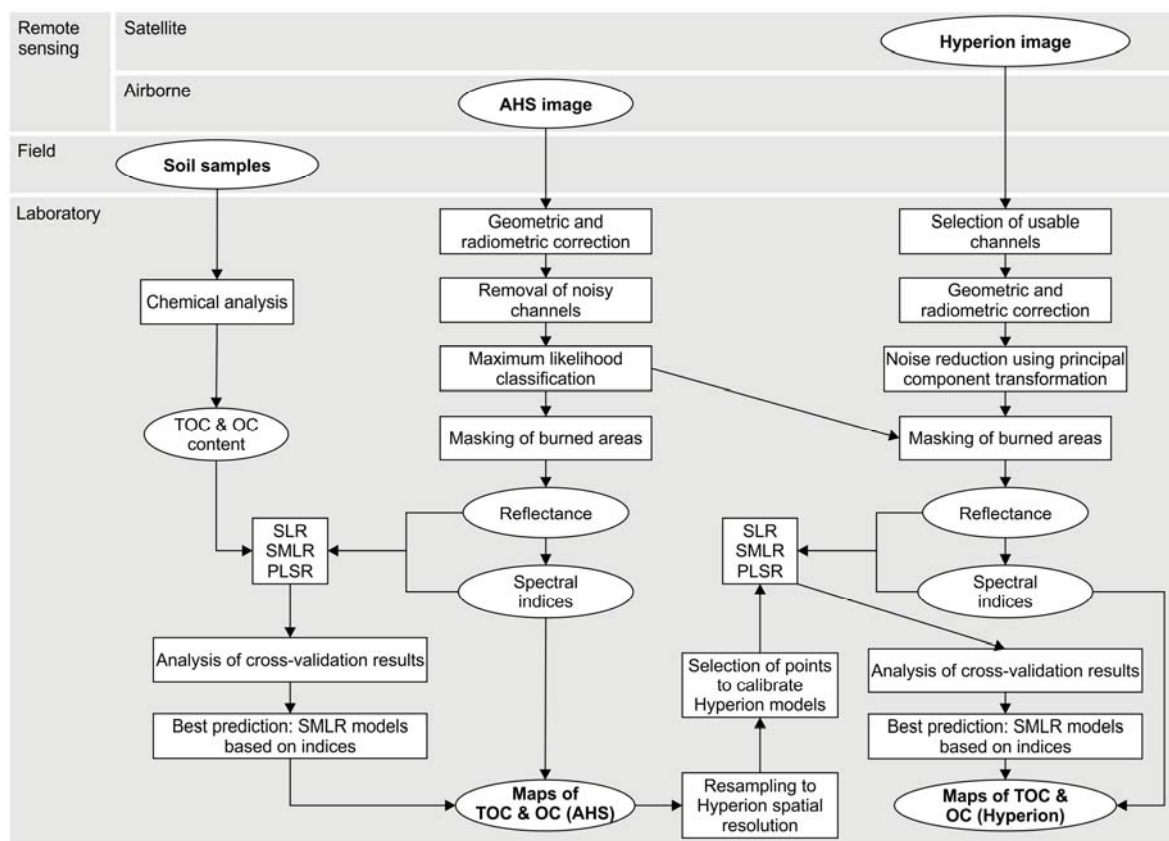 Remote
sensing
Satellite
Hyperion image
Airborne
AHS image
Field
Soil samples
Laboratory
Geometric and
radiometric correction
Selection of usable
channels
Chemical analysis
Removal of noisy
channels
Geometric and
radiometric correction
Maximum likelihood
classification
Noise reduction using principal
component transformation
TOC & OC
content
Masking of burned areas
Masking of burned areas
Reflectance
Reflectance
SLR
SMLR
PLSR
SLR
SMLR
PLSR
Spectral
indices
Spectral
indices
Analysis of cross-validation results
Selection of points
to calibrate
Hyperion models
Analysis of cross-validation results
Best prediction: SMLR models
based on indices
Best prediction: SMLR models
based on indices
Maps of
TOC & OC (AHS)
Resampling to
Hyperion spatial
resolution
Maps of TOC &
OC (Hyperion)